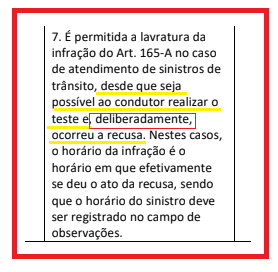 7. É permitida a lavratura da
infração do Art. 165-A no caso
de atendimento de sinistros de
trânsito, desde que seja
possível ao condutor realizar o
teste e, deliberadamente,
ocorreu a recusa. Nestes casos,
o horário da infração é o
horário em que efetivamente
se deu o ato da recusa, sendo
que o horário do sinistro deve
ser registrado no campo de
observações.